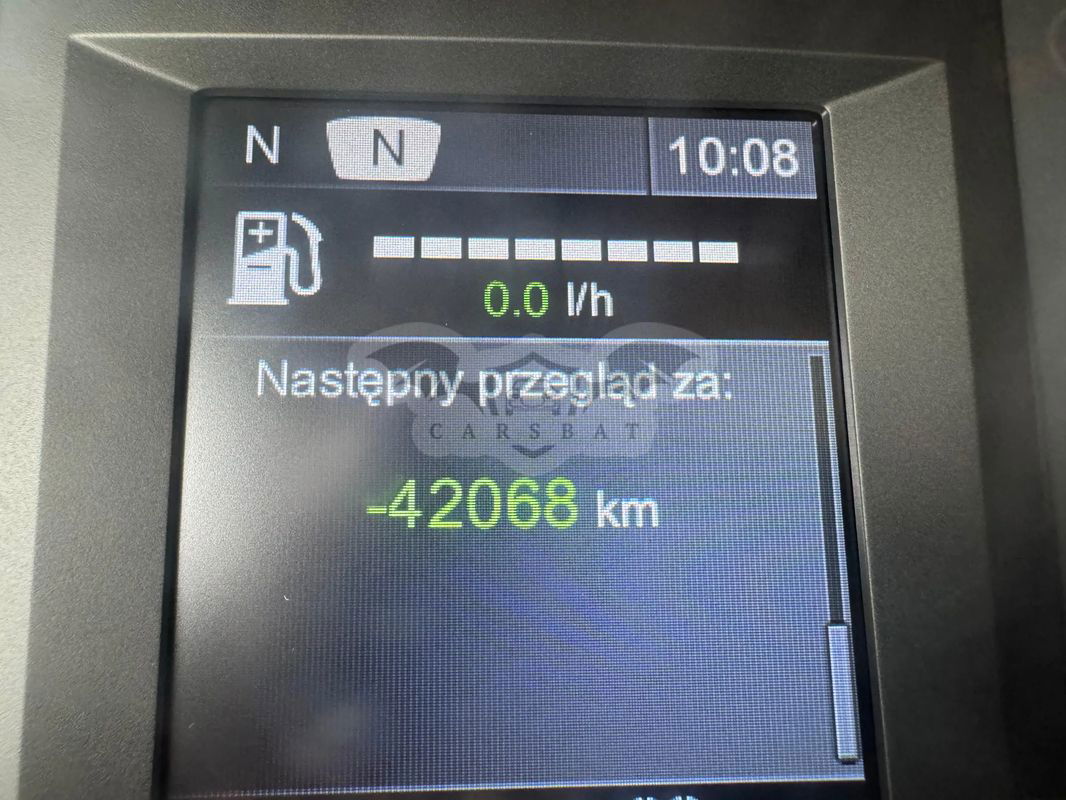 N N 10:08
+
-
0.0 l/h
Następny przegląd za:
CARSBAT
-42068 km